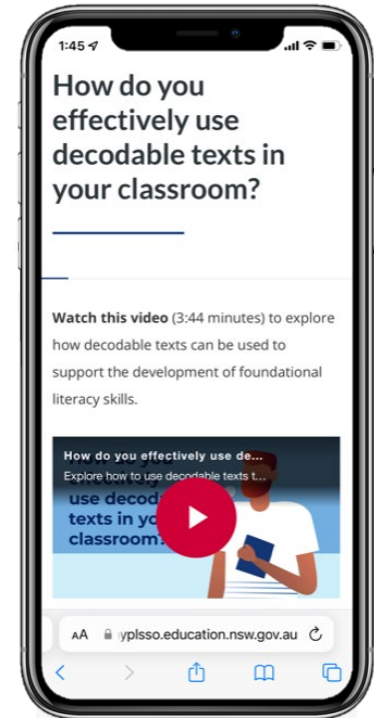 1:45
How do you
effectively use
decodable texts in
your classroom?
Watch this video (3:44 minutes) to explore
how decodable texts can be used to
support the development of foundational
literacy skills.
How do you effectively use de...
Explore how to use decodable texts t...
use decod
texts in yo
classroom
AA yplsso.education.nsw.gov.au